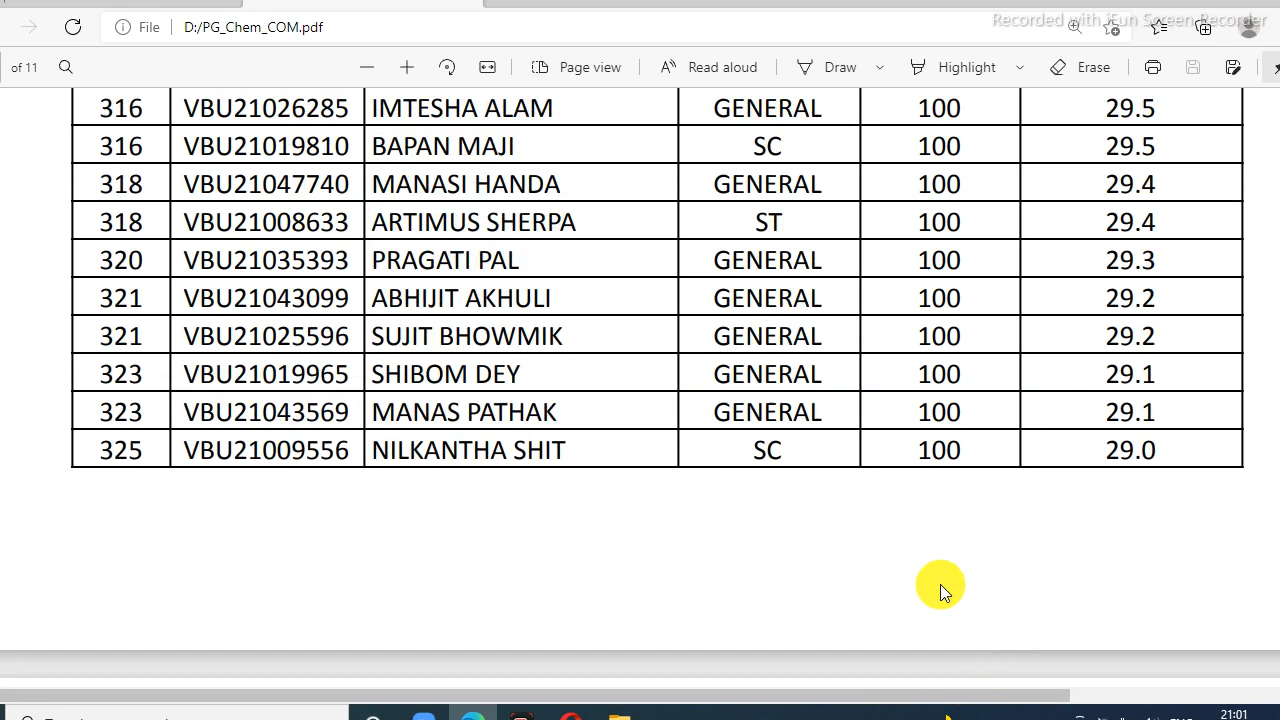 Recorded with iFun Screen Recorder
File D:/PG_Chem_COM.pdf
of 11 Page view Read aloud Draw Highlight Erase
316 VBU21026285 IMTESHA ALAM GENERAL 100 29.5
316 VBU21019810 BAPAN MAJI SC 100 29.5
318 VBU21047740 MANASI HANDA GENERAL 100 29.4
318 VBU21008633 ARTIMUS SHERPA ST 100 29.4
320 VBU21035393 PRAGATI PAL GENERAL 100 29.3
321 VBU21043099 ABHIJIT AKHULI GENERAL 100 29.2
321 VBU21025596 SUJIT BHOWMIK GENERAL 100 29.2
323 VBU21019965 SHIBOM DEY GENERAL 100 29.1
323 VBU21043569 MANAS PATHAK GENERAL 100 29.1
325 VBU21009556 NILKANTHA SHIT SC 100 29.0
21:01